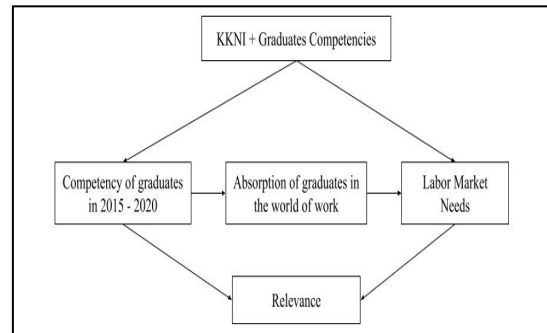 KKNI + Graduates Competencies
Competency of graduates
in 2015 - 2020
Absorption of graduates in
the world of work
Labor Market
Needs
Relevance